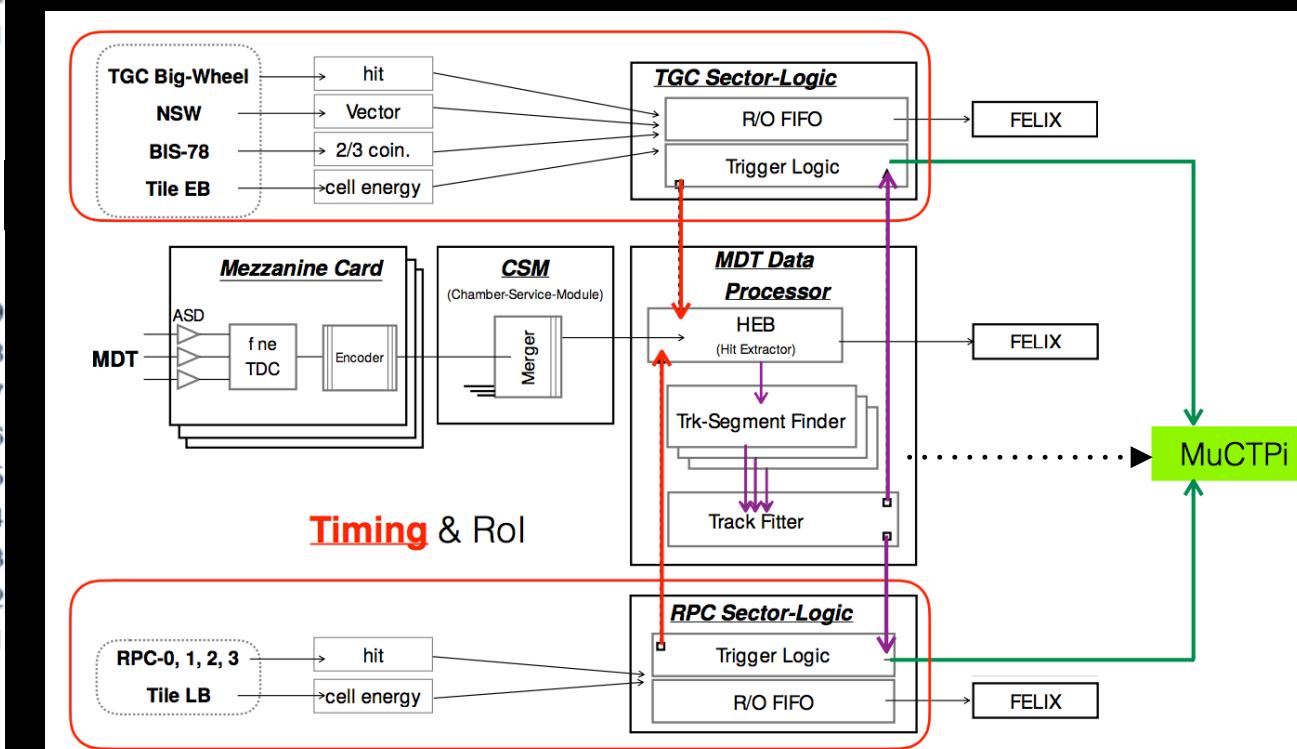 TGC Big-Wheel
NSW
BIS-78
Tile EB
hit
Vector
2/3 coin.
cell energy
TGC Sector-Logic
R/O FIFO
Trigger Logic
FELIX
Mezzanine Card
ASD
MDT
f ne
TDC
Encoder
CSM
(Chamber-Service-Module)
Merger
MDT Data
Processor
HEB
(Hit Extractor)
Trk-Segment Finder
Track Fitter
FELIX
MuCTPi
Timing & RoI
RPC-0, 1, 2, 3
Tile LB
hit
cell energy
RPC Sector-Logic
Trigger Logic
R/O FIFO
FELIX